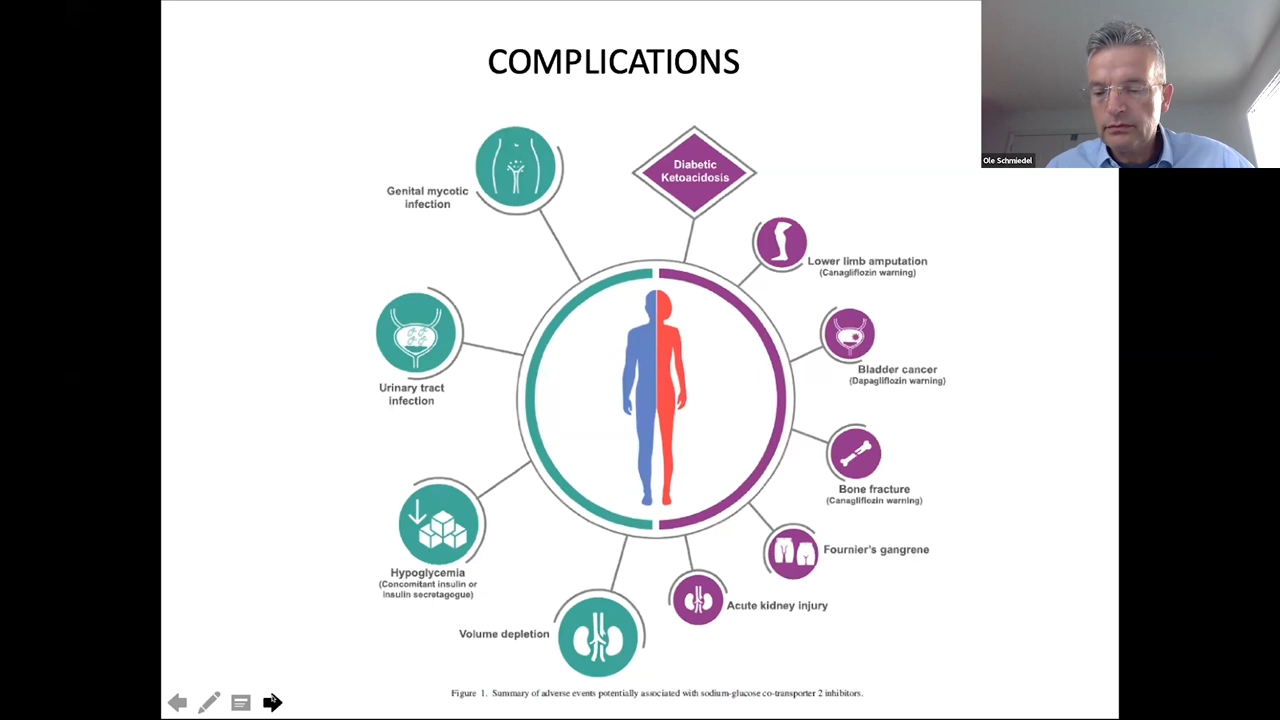 COMPLICATIONS
Ole Schmiedel
Genital mycotic
infection
Diabetic
Ketoacidosis
Lower limb amputation
(Canagliflozin warning)
Urinary tract
infection
Bladder cancer
(Dapagliflozin warning)
Bone fracture
(Canagliflozin warning)
Hypoglycemia
(Concomitant insulin or
insulin secretagogue)
Fournier's gangrene
Acute kidney injury
Volume depletion
Figure 1. Summary of adverse events potentially associated with sodium-glucose co-transporter 2 inhibitors.